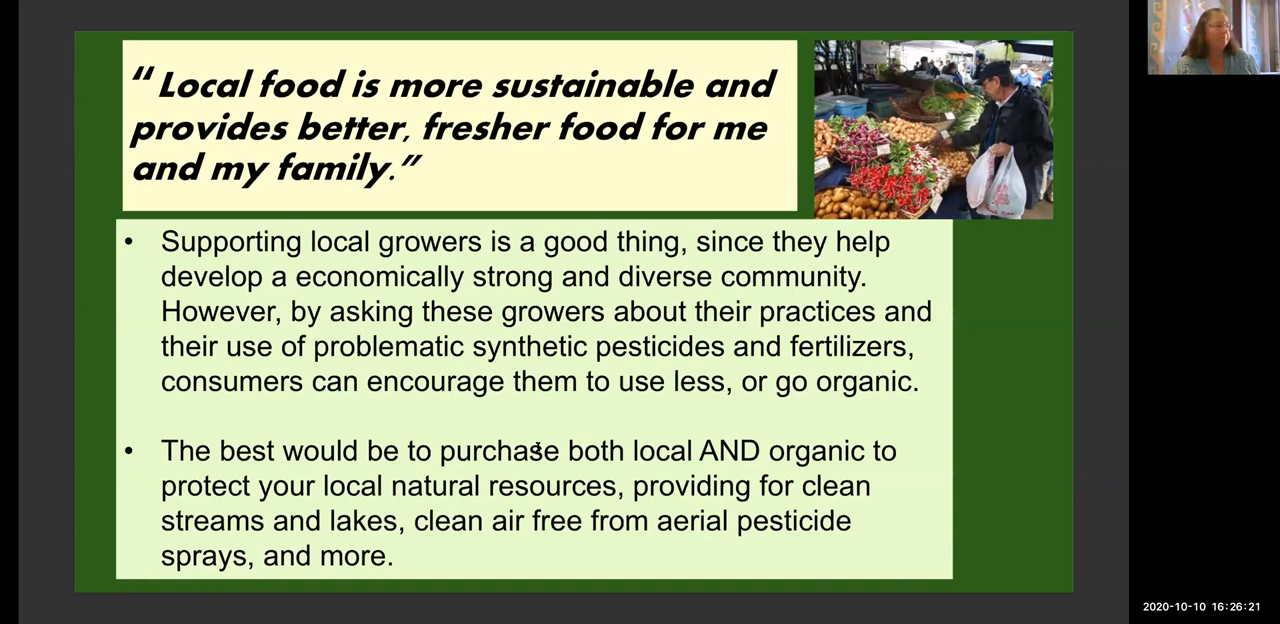 “ Local food is more sustainable and
provides better, fresher food for me
and my family.”
• Supporting local growers is a good thing, since they help
develop a economically strong and diverse community.
However, by asking these growers about their practices and
their use of problematic synthetic pesticides and fertilizers,
consumers can encourage them to use less, or go organic.
• The best would be to purchase both local AND organic to
protect your local natural resources, providing for clean
streams and lakes, clean air free from aerial pesticide
sprays, and more.
2020-10-10 16:26:21